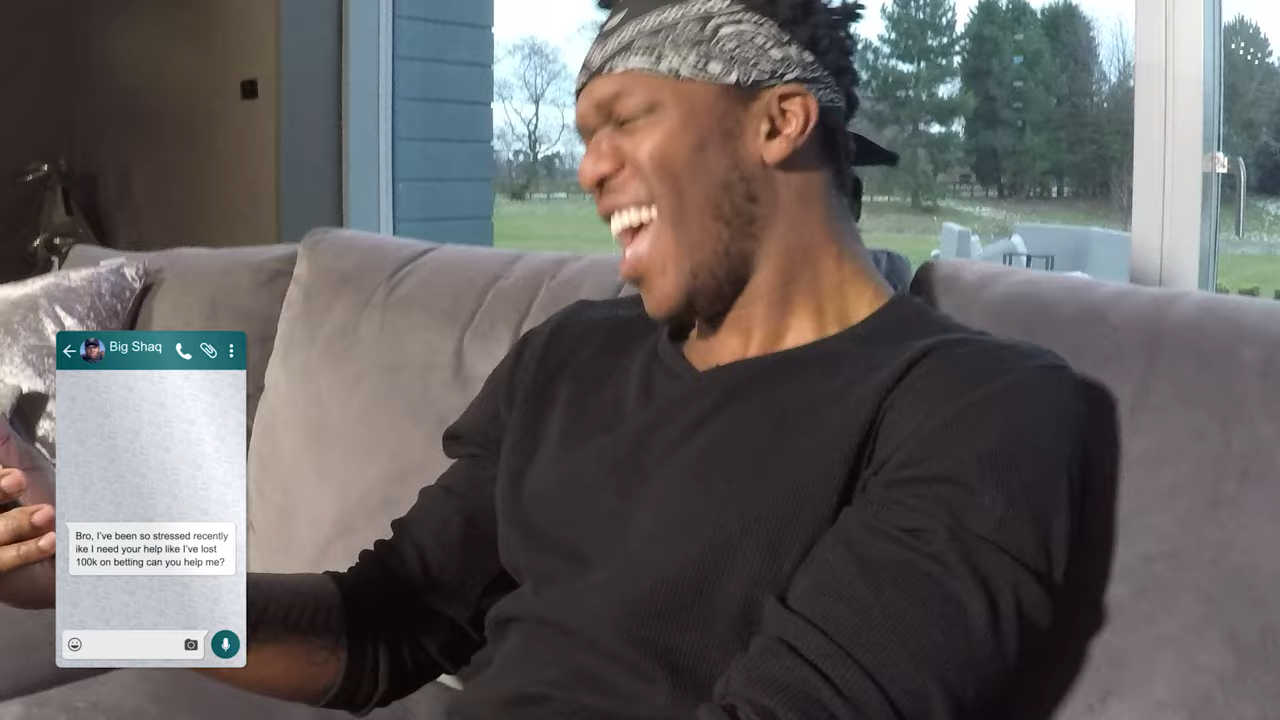 Big Shaq
Bro, I've been so stressed recently
ike I need your help like I've lost
100k on betting can you help me?